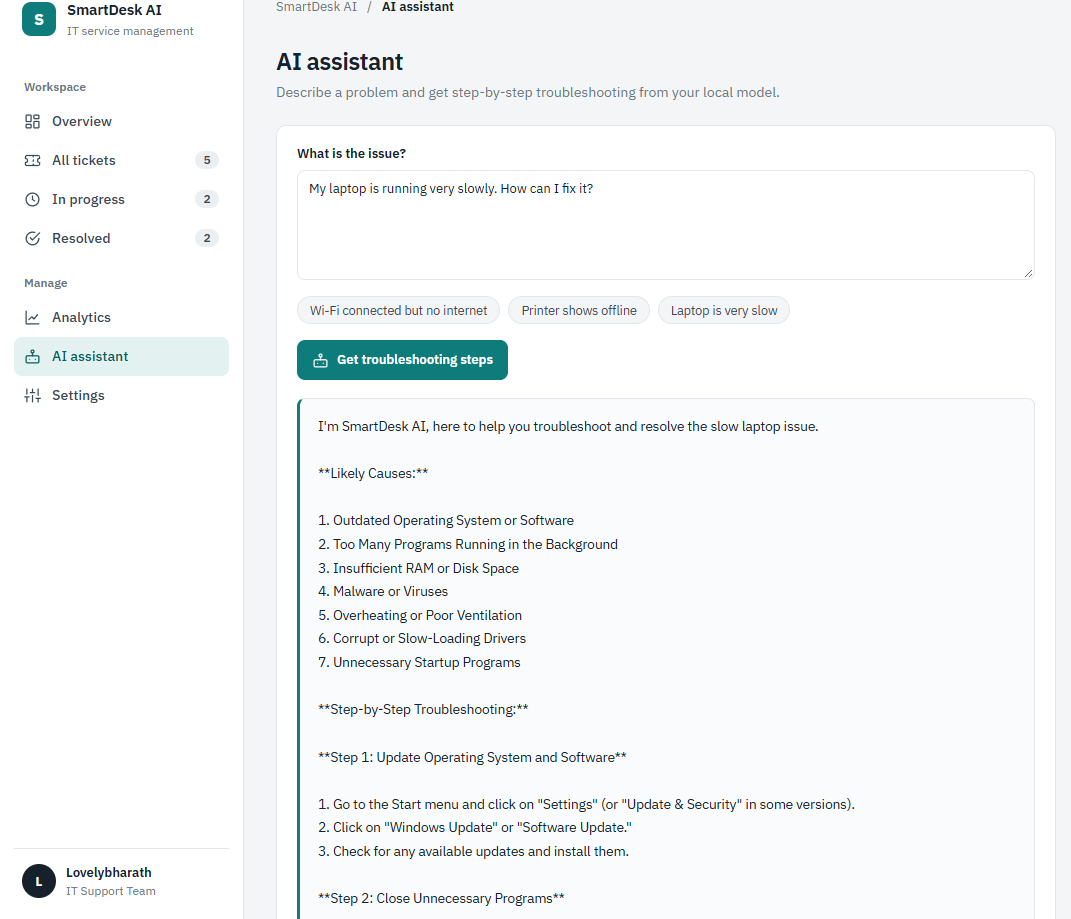 S
SmartDesk AI
IT service management
Workspace
Overview
All tickets 5
In progress 2
Resolved 2
Manage
Analytics
AI assistant
Settings
L
Lovelybharath
IT Support Team
SmartDesk AI / AI assistant
AI assistant
Describe a problem and get step-by-step troubleshooting from your local model.
What is the issue?
My laptop is running very slowly. How can I fix it?
Wi-Fi connected but no internet Printer shows offline Laptop is very slow
Get troubleshooting steps
I'm SmartDesk AI, here to help you troubleshoot and resolve the slow laptop issue.
**Likely Causes:**
1. Outdated Operating System or Software
2. Too Many Programs Running in the Background
3. Insufficient RAM or Disk Space
4. Malware or Viruses
5. Overheating or Poor Ventilation
6. Corrupt or Slow-Loading Drivers
7. Unnecessary Startup Programs
**Step-by-Step Troubleshooting:**
**Step 1: Update Operating System and Software**
1. Go to the Start menu and click on "Settings" (or "Update & Security" in some versions).
2. Click on "Windows Update" or "Software Update."
3. Check for any available updates and install them.
**Step 2: Close Unnecessary Programs**